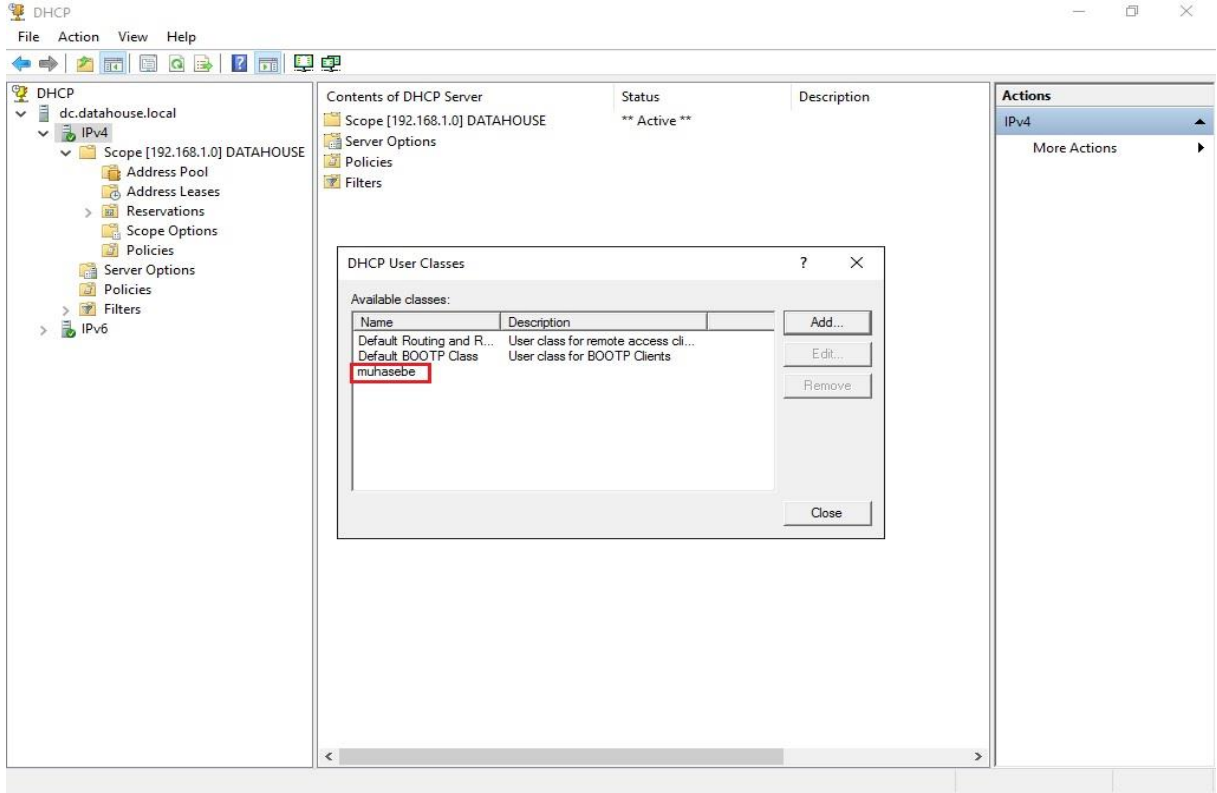 DHCP
File Action View Help
DHCP
dc.datahouse.local
IPv4
Scope [192.168.1.0] DATAHOUSE
Address Pool
Address Leases
Reservations
Scope Options
Policies
Server Options
Policies
Filters
IPv6
Contents of DHCP Server Status Description
Scope [192.168.1.0] DATAHOUSE ** Active **
Server Options
Policies
Filters
DHCP User Classes ? 
Available classes:
Name Description
Default Routing and R... User class for remote access cli...
Default BOOTP Class User class for BOOTP Clients
muhasebe
Add...
Edit...
Remove
Close
Actions
IPv4
More Actions